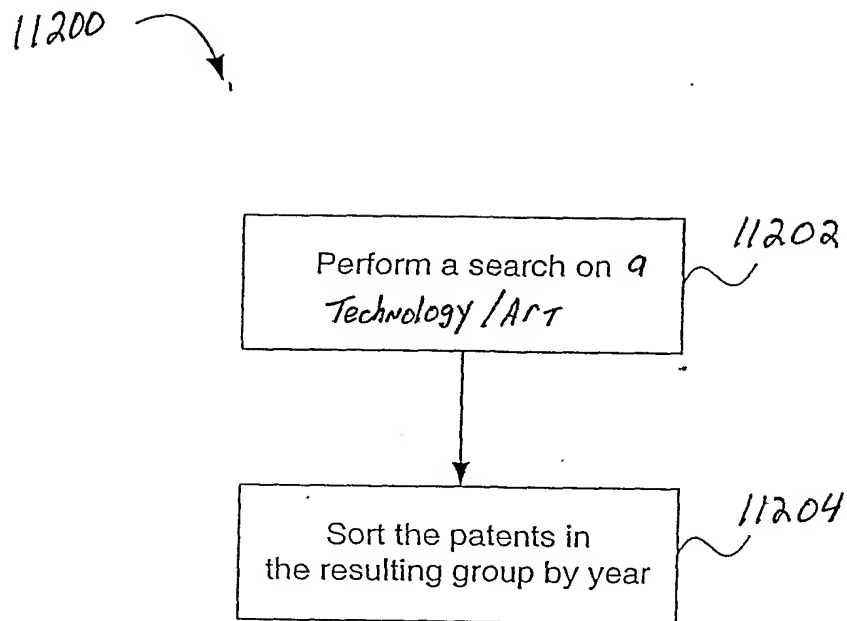 11200
11202
Perform a search on a
Technology / Art
11204
Sort the patents in
the resulting group by year